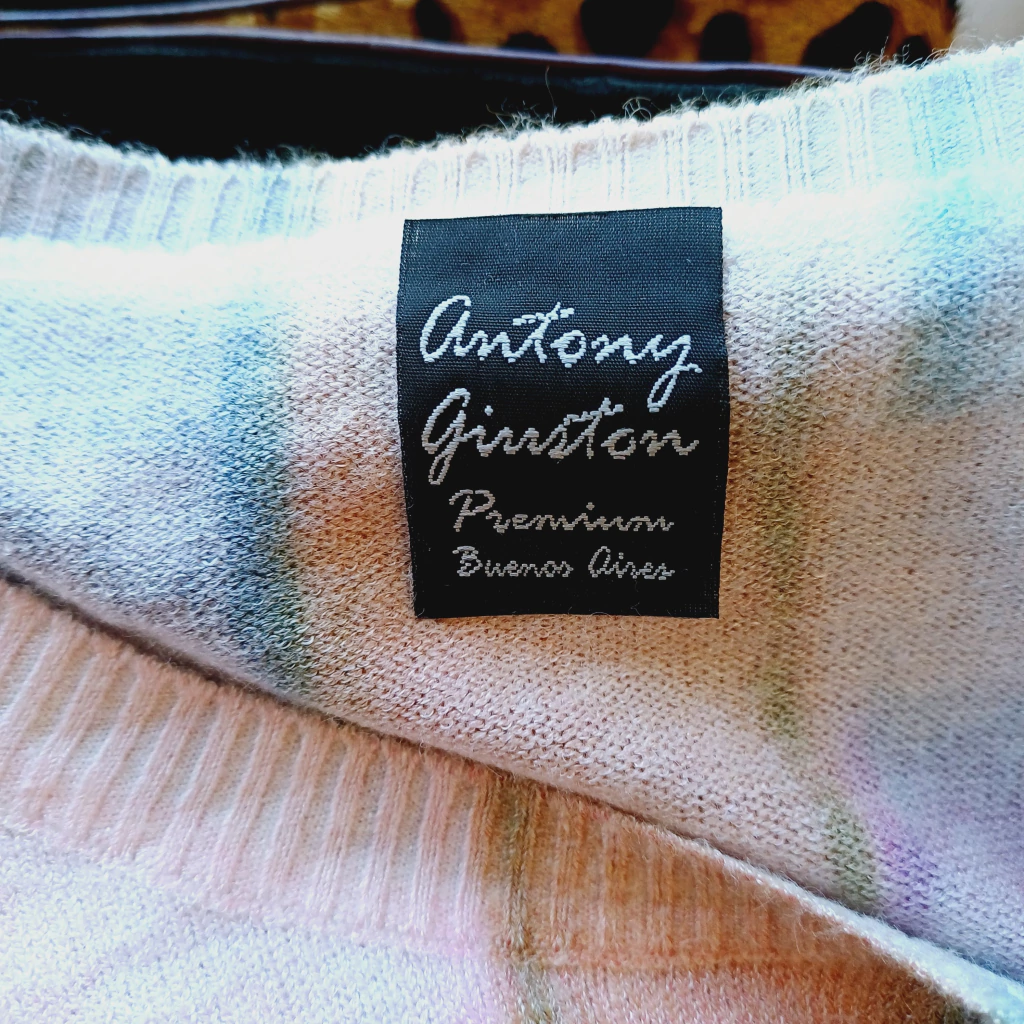 Antony
Giuston
Premium
Buenos Aires